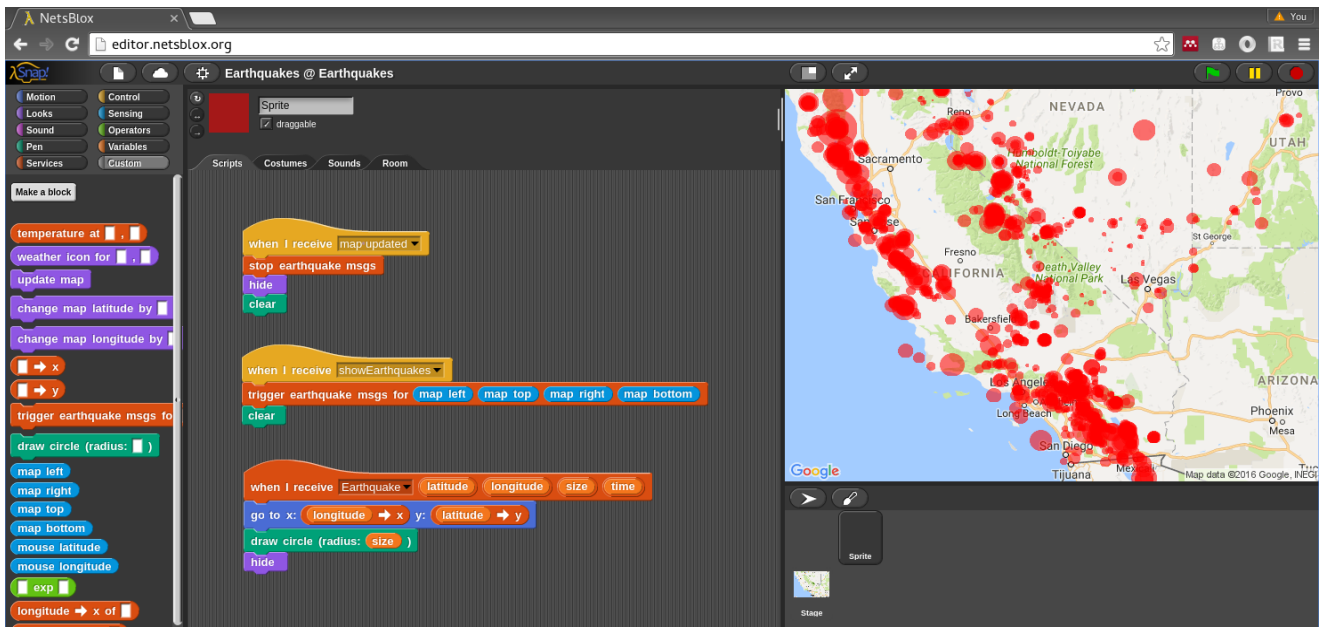 NetsBlox
You
editor.netsblox.org
Snap!
Earthquakes @ Earthquakes
Motion Control
Looks Sensing
Sound Operators
Pen Variables
Services Custom
Sprite
draggable
Scripts Costumes Sounds Room
Make a block
temperature at ,
weather icon for ,
update map
change map latitude by
change map longitude by
➔ x
➔ y
trigger earthquake msgs fo
draw circle (radius: )
map left
map right
map top
map bottom
mouse latitude
mouse longitude
exp
longitude ➔ x of
when I receive map updated
stop earthquake msgs
hide
clear
when I receive showEarthquakes
trigger earthquake msgs for map left map top map right map bottom
clear
when I receive Earthquake latitude longitude size time
go to x: longitude ➔ x y: latitude ➔ y
draw circle (radius: size )
hide
Provo
NEVADA
Reno
UTAH
Humboldt-Toiyabe
National Forest
Sacramento
San Francisco
San Jose
St George
Fresno
CALIFORNIA
Death Valley
National Park
Las Vegas
Bakersfield
Los Angeles
ARIZONA
Long Beach
Phoenix
Mesa
San Diego
Tijuana
Mexicali
Google
Map data ©2016 Google, INEGI
Sprite
Stage